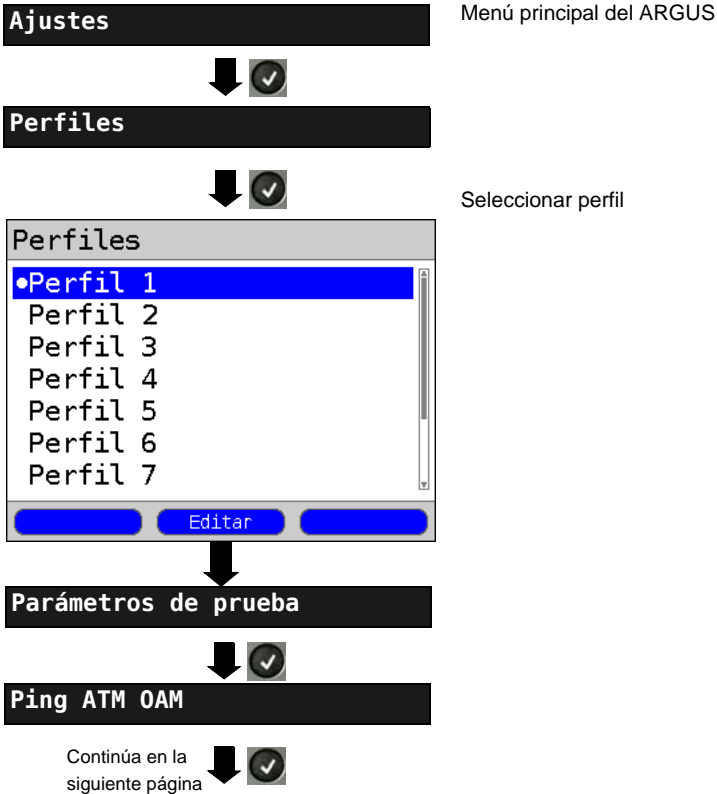 Ajustes
Menú principal del ARGUS
Perfiles
Seleccionar perfil
Perfiles
Perfil 1
Perfil 2
Perfil 3
Perfil 4
Perfil 5
Perfil 6
Perfil 7
Editar
Parámetros de prueba
Ping ATM OAM
Continúa en la
siguiente página